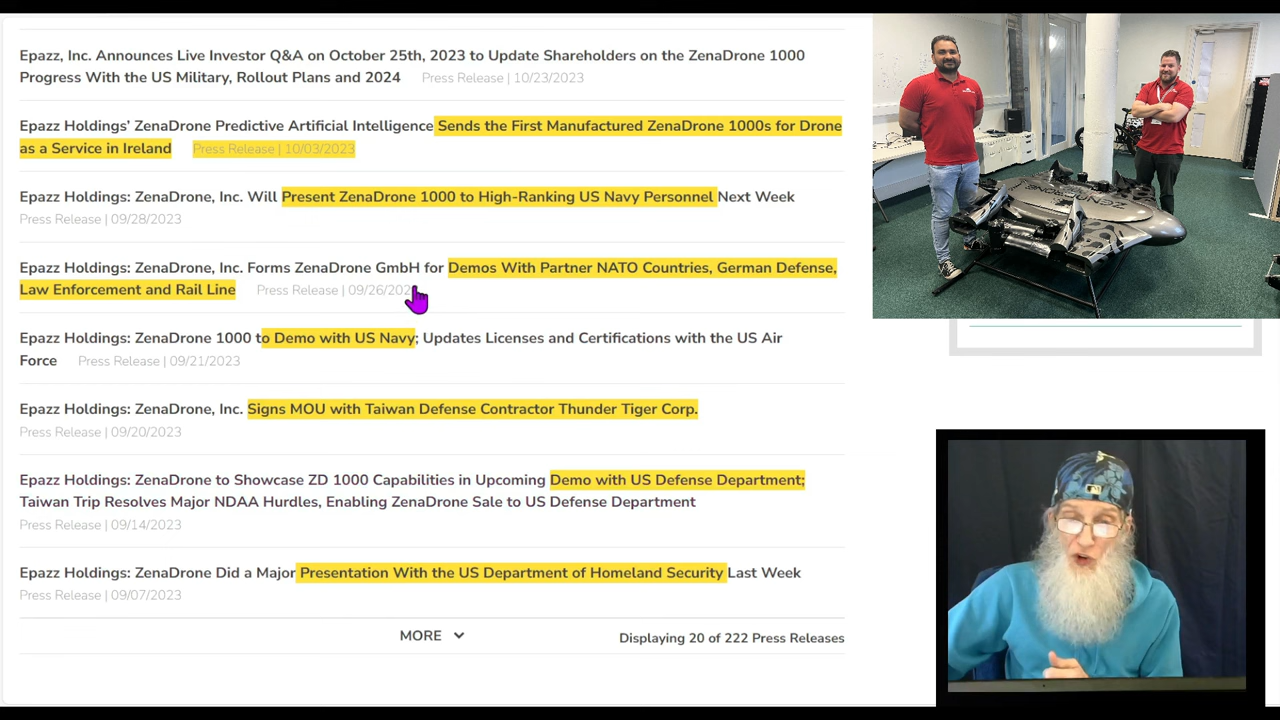 Epazz, Inc. Announces Live Investor Q&A on October 25th, 2023 to Update Shareholders on the ZenaDrone 1000
Progress With the US Military, Rollout Plans and 2024 Press Release | 10/23/2023
Epazz Holdings’ ZenaDrone Predictive Artificial Intelligence Sends the First Manufactured ZenaDrone 1000s for Drone
as a Service in Ireland Press Release | 10/03/2023
Epazz Holdings: ZenaDrone, Inc. Will Present ZenaDrone 1000 to High-Ranking US Navy Personnel Next Week
Press Release | 09/28/2023
Epazz Holdings: ZenaDrone, Inc. Forms ZenaDrone GmbH for Demos With Partner NATO Countries, German Defense,
Law Enforcement and Rail Line Press Release |
Epazz Holdings: ZenaDrone 1000 to Demo with US Navy; Updates Licenses and Certifications with the US Air
Force Press Release | 09/21/2023
Epazz Holdings: ZenaDrone, Inc. Signs MOU with Taiwan Defense Contractor Thunder Tiger Corp.
Press Release | 09/20/2023
Epazz Holdings: ZenaDrone to Showcase ZD 1000 Capabilities in Upcoming Demo with US Defense Department;
Taiwan Trip Resolves Major NDAA Hurdles, Enabling ZenaDrone Sale to US Defense Department
Press Release | 09/14/2023
Epazz Holdings: ZenaDrone Did a Major Presentation With the US Department of Homeland Security Last Week
Press Release | 09/07/2023
MORE
Displaying 20 of 222 Press Releases